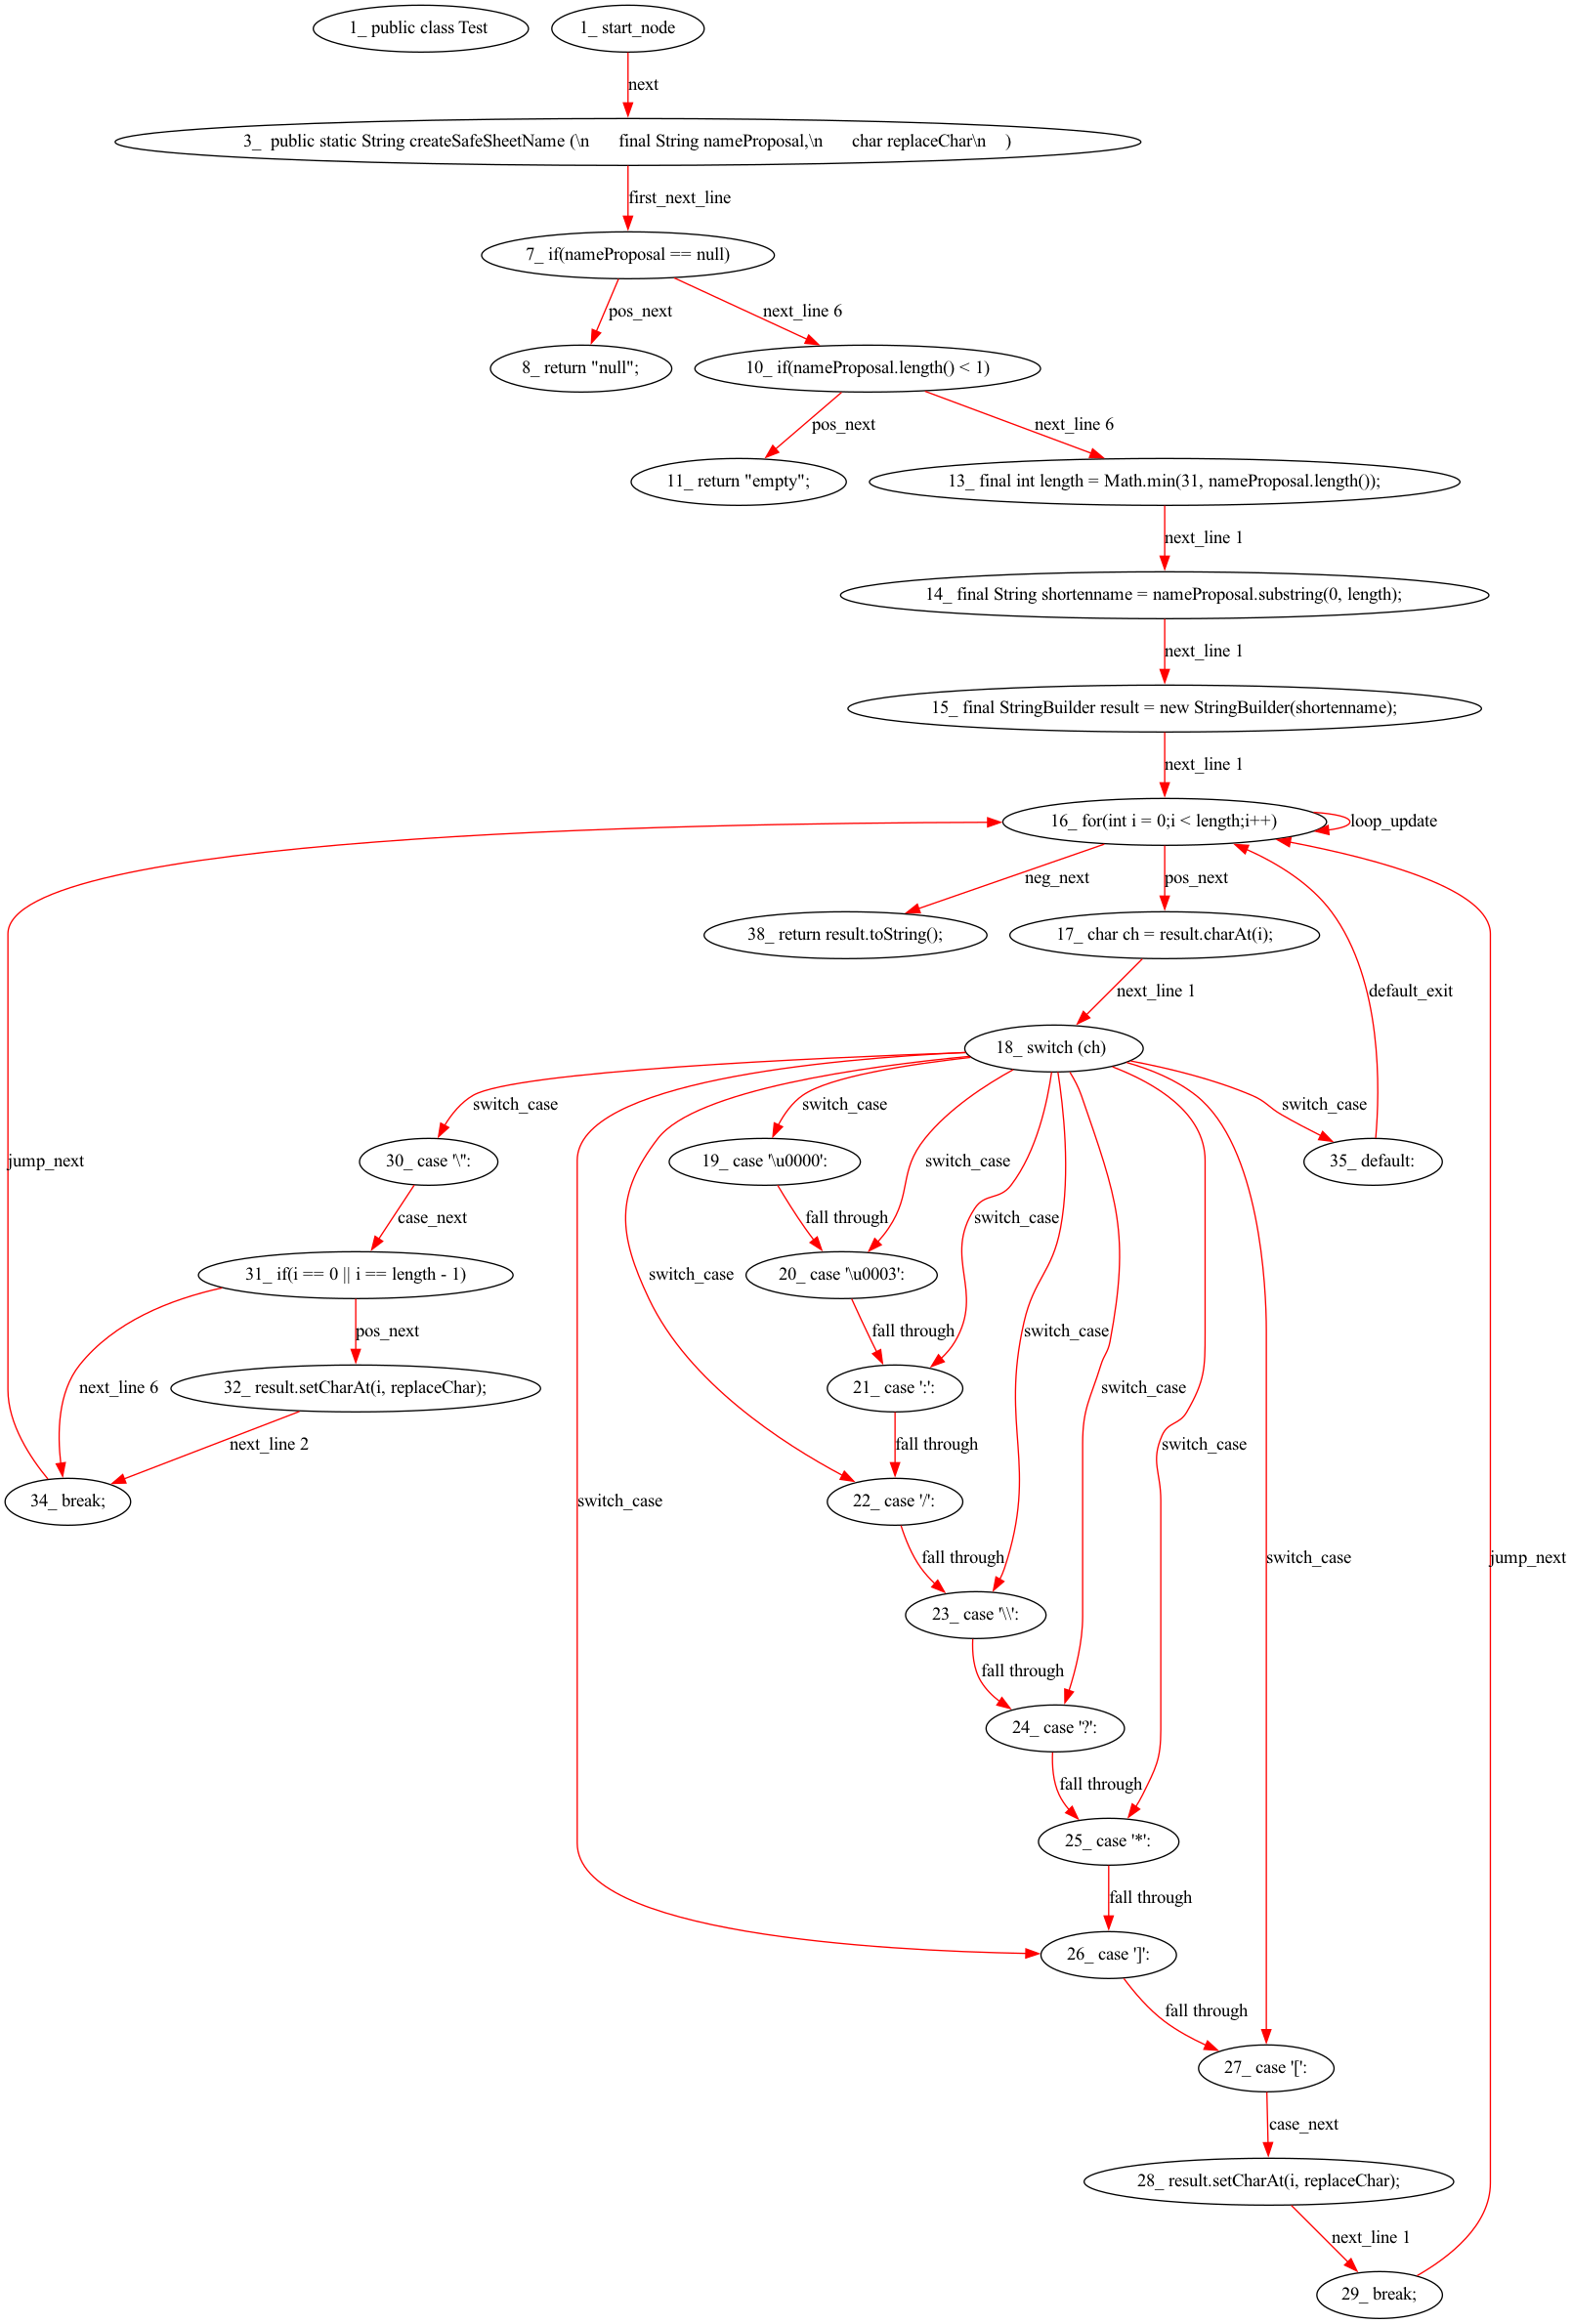 1_ public class Test
1_ start_node
next
3_ public static String createSafeSheetName (\n final String nameProposal,\n char replaceChar\n )
first_next_line
7_ if(nameProposal == null)
pos_next
next_line 6
8_ return "null";
10_ if(nameProposal.length() < 1)
pos_next
next_line 6
11_ return "empty";
13_ final int length = Math.min(31, nameProposal.length());
next_line 1
14_ final String shortenname = nameProposal.substring(0, length);
next_line 1
15_ final StringBuilder result = new StringBuilder(shortenname);
next_line 1
16_ for(int i = 0;i < length;i++)
loop_update
neg_next
pos_next
38_ return result.toString();
17_ char ch = result.charAt(i);
next_line 1
default_exit
18_ switch (ch)
switch_case
switch_case
switch_case
jump_next
30_ case '\'':
19_ case '\u0000':
switch_case
35_ default:
case_next
fall through
switch_case
31_ if(i == 0 || i == length - 1)
switch_case
20_ case '\u0003':
pos_next
fall through
switch_case
next_line 6
32_ result.setCharAt(i, replaceChar);
21_ case ':':
switch_case
next_line 2
fall through
switch_case
34_ break;
switch_case
22_ case '/':
fall through
switch_case
jump_next
23_ case '\\':
fall through
24_ case '?':
fall through
25_ case '*':
fall through
26_ case ']':
fall through
27_ case '[':
case_next
28_ result.setCharAt(i, replaceChar);
next_line 1
29_ break;